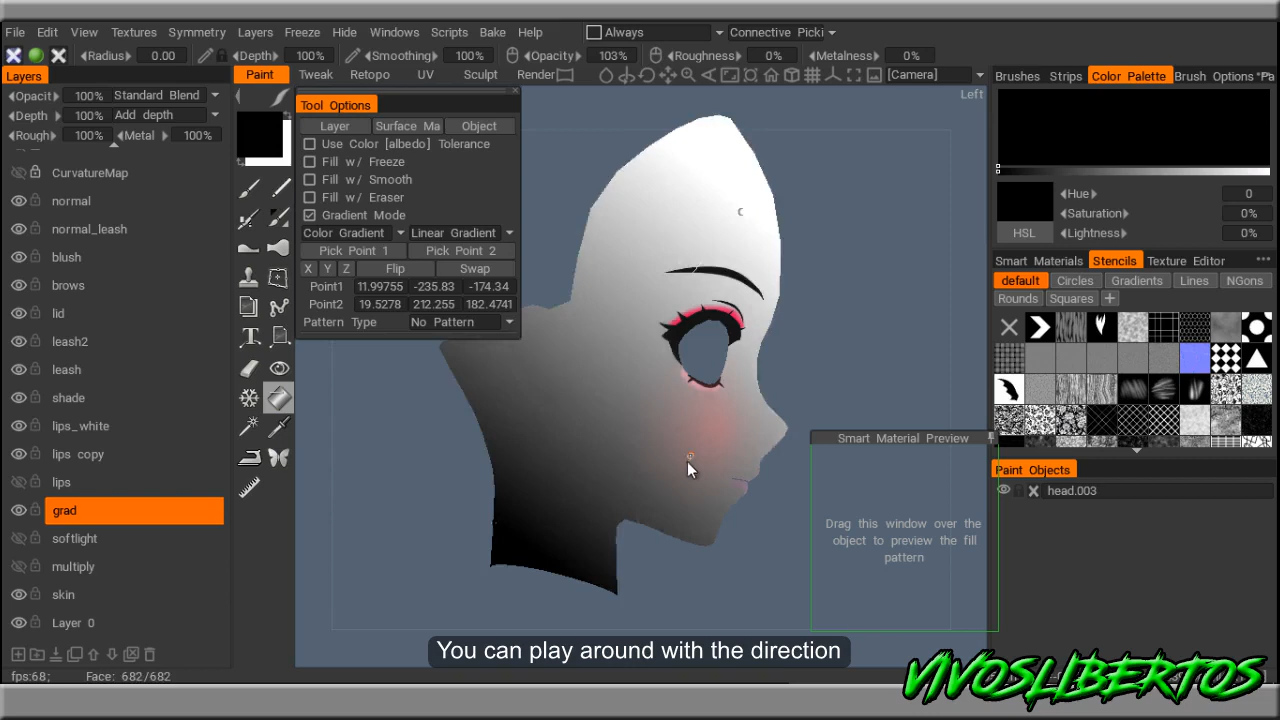 File Edit View Textures Symmetry Layers Freeze Hide Windows Scripts Bake Help Always Connective Picki
Radius 0.00 Depth 100% Smoothing 100% Opacity 103% Roughness 0% Metalness 0%
Layers Paint Tweak Retopo UV Sculpt Render [Camera] Brushes Strips Color Palette Brush Options
Opacit 100% Standard Blend
Depth 100% Add depth
Rough 100% Metal 100%
CurvatureMap
normal
normal_leash
blush
brows
lid
leash2
leash
shade
lips_white
lips copy
lips
grad
softlight
multiply
skin
Layer 0
Tool Options
Layer Surface Ma Object
Use Color [albedo] Tolerance
Fill w/ Freeze
Fill w/ Smooth
Fill w/ Eraser
Gradient Mode
Color Gradient Linear Gradient
Pick Point 1 Pick Point 2
X Y Z Flip Swap
Point1 11.99755 -235.83 -174.34
Point2 19.5278 212.255 182.4741
Pattern Type No Pattern
Left
Hue 0
Saturation 0%
HSL Lightness 0%
Smart Materials Stencils Texture Editor
default Circles Gradients Lines NGons
Rounds Squares +
Smart Material Preview
Drag this window over the
object to preview the fill
pattern
Paint Objects
head.003
You can play around with the direction
fps:68; Face: 682/682
VIVOSLIBERTOS